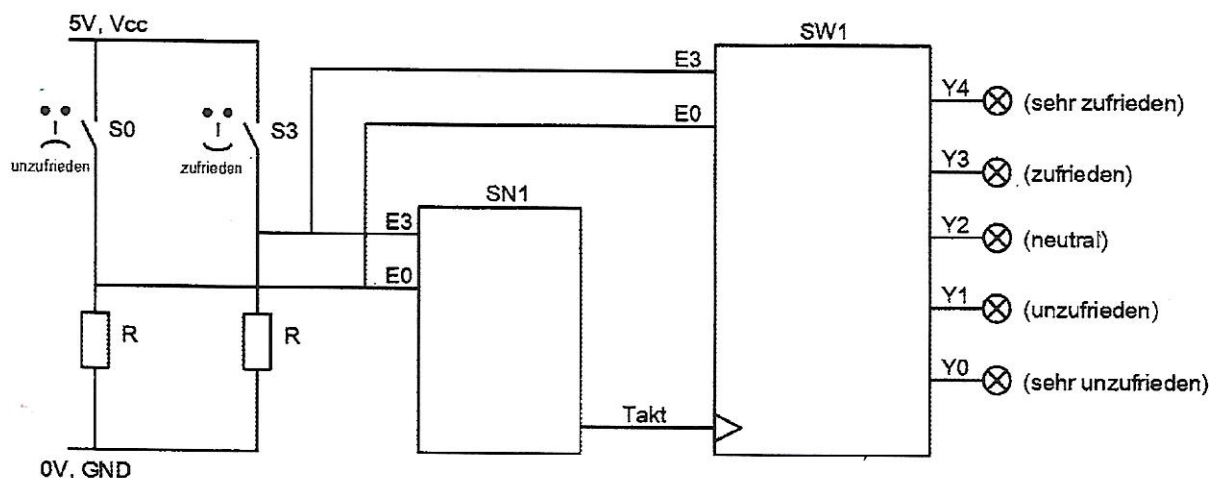 5V, Vcc
SW1
E3
Y4 (sehr zufrieden)
S0
S3
E0
unzufrieden
zufrieden
Y3 (zufrieden)
SN1
E3
Y2 (neutral)
E0
Y1 (unzufrieden)
R
R
Y0 (sehr unzufrieden)
Takt
0V, GND